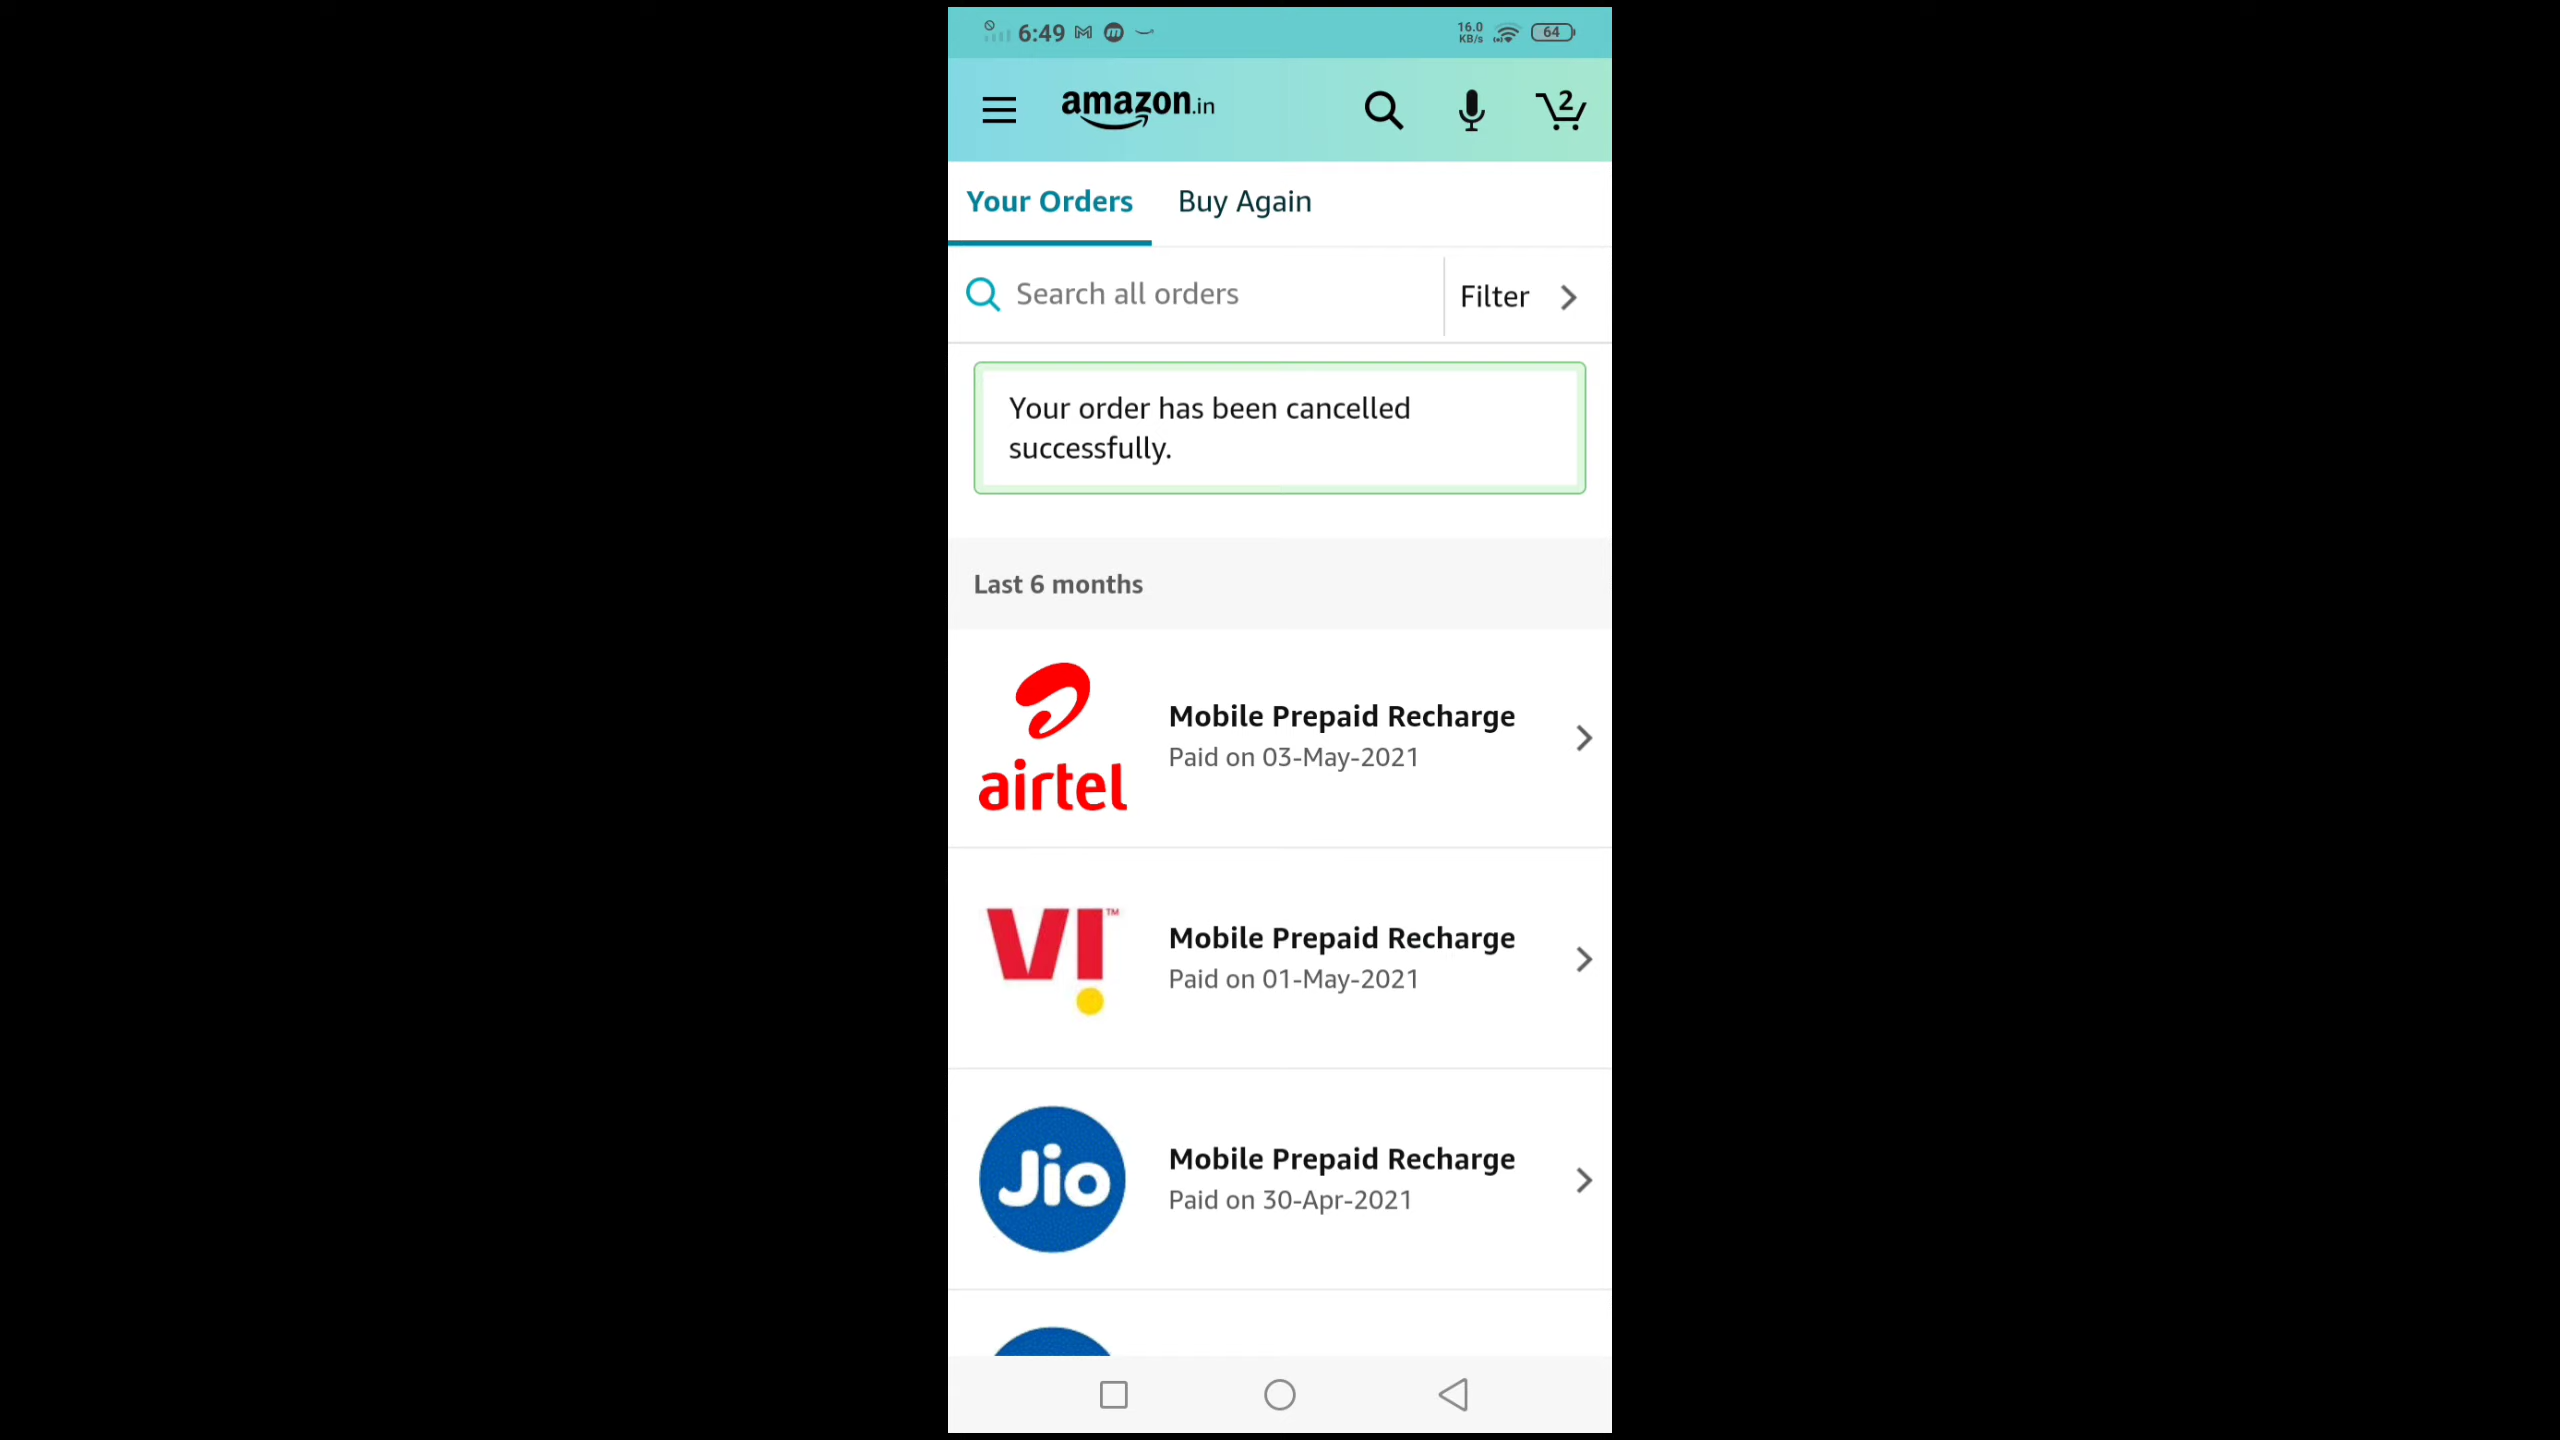 6:49
16.0
KB/s
64
amazon.in
2
Your Orders
Buy Again
Search all orders
Filter
Your order has been cancelled
successfully.
Last 6 months
airtel
Mobile Prepaid Recharge
Paid on 03-May-2021
VI™
Mobile Prepaid Recharge
Paid on 01-May-2021
Jio
Mobile Prepaid Recharge
Paid on 30-Apr-2021